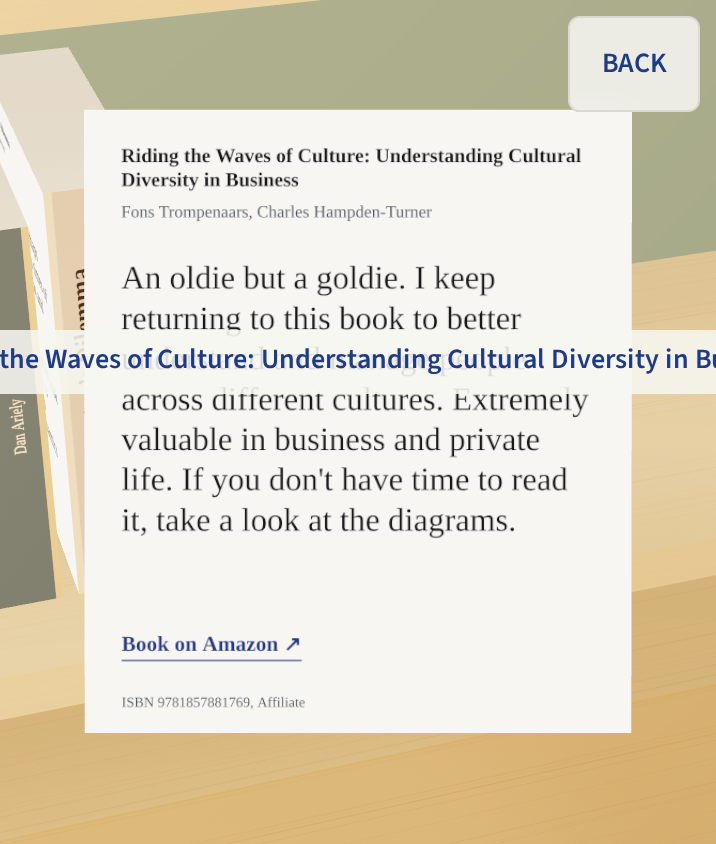 BACK
Riding the Waves of Culture: Understanding Cultural
Diversity in Business
Fons Trompenaars, Charles Hampden-Turner
An oldie but a goldie. I keep
returning to this book to better
the Waves of Culture: Understanding Cultural Diversity in Bu
across different cultures. Extremely
valuable in business and private
life. If you don't have time to read
it, take a look at the diagrams.
Book on Amazon ↗
ISBN 9781857881769, Affiliate
Dan Ariely